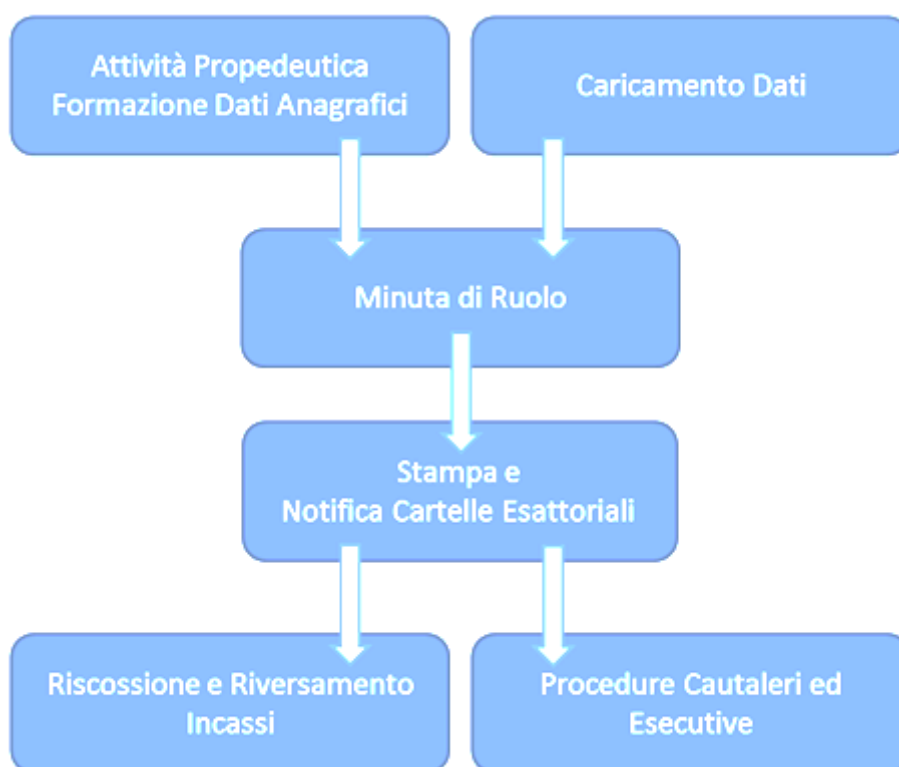 Attività Propedeutica
Formazione Dati Anagrafici
Caricamento Dati
Minuta di Ruolo
Stampa e
Notifica Cartelle Esattoriali
Riscossione e Riversamento
Incassi
Procedure Cautaleri ed
Esecutive